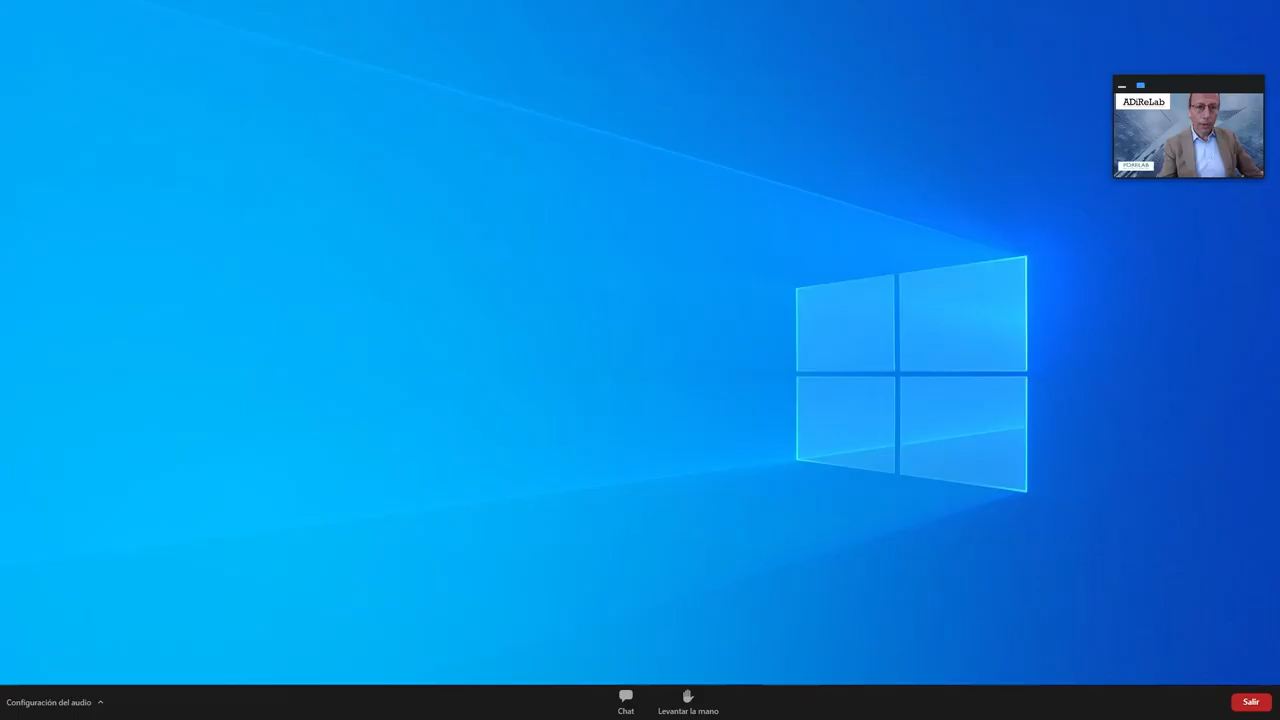 ADiReLab
Configuración del audio
Chat
Levantar la mano
Salir